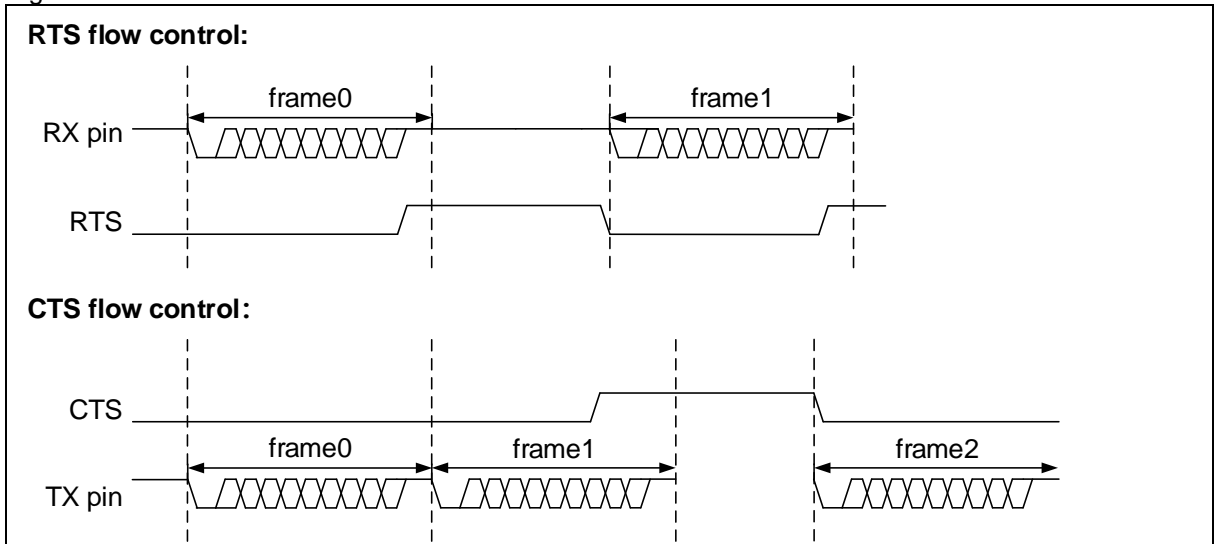 RTS flow control:
frame0
frame1
RX pin
RTS
CTS flow control:
CTS
frame0
frame1
frame2
TX pin